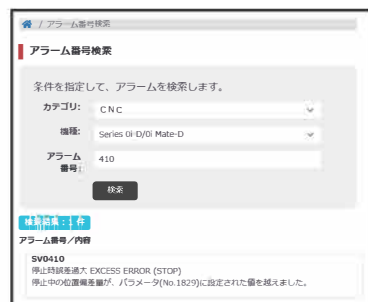 / アラーム番号検索
アラーム番号検索
条件を指定して、アラームを検索します。
カテゴリ: CNC
機種: Series 0i-D/0i Mate-D
アラーム番号: 410
検索
検索結果：1 件
アラーム番号／内容
SV0410
停止時誤差過大 EXCESS ERROR (STOP)
停止中の位置偏差量が、パラメータ(No.1829)に設定された値を越えました。